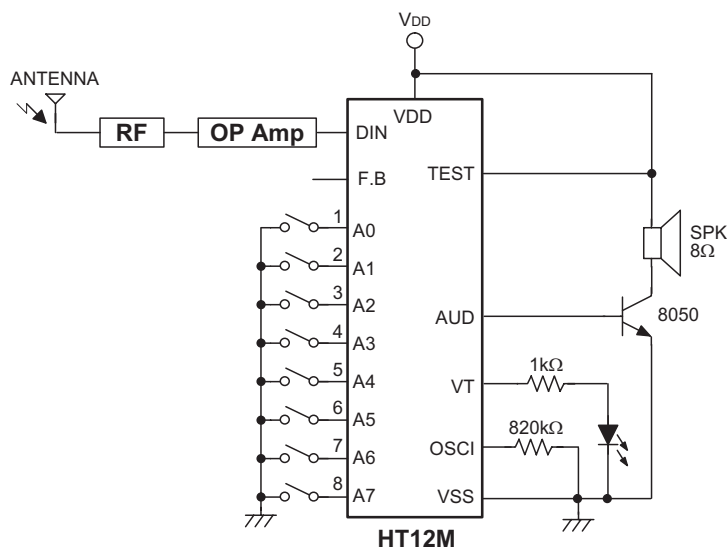 VDD
ANTENNA
VDD
RF
OP Amp
DIN
F.B
TEST
1
A0
2
A1
3
A2
4
A3
5
A4
6
A5
7
A6
8
A7
SPK
8Ω
AUD
8050
1kΩ
VT
820kΩ
OSCI
VSS
HT12M